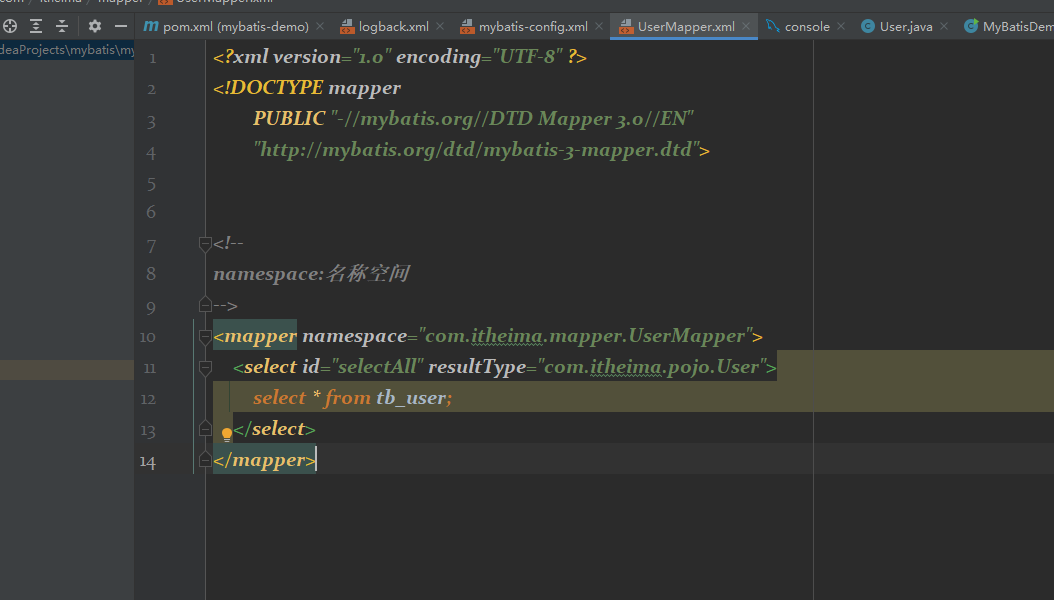 mapper
UserMapper.xml
pom.xml (mybatis-demo) logback.xml mybatis-config.xml UserMapper.xml console User.java MyBatisDem
deaProjects\mybatis\my
1 <?xml version="1.0" encoding="UTF-8" ?>
2 <!DOCTYPE mapper
3 PUBLIC "-//mybatis.org//DTD Mapper 3.0//EN"
4 "http://mybatis.org/dtd/mybatis-3-mapper.dtd">
5
6
7 <!--
8 namespace:名称空间
9 -->
10 <mapper namespace="com.itheima.mapper.UserMapper">
11 <select id="selectAll" resultType="com.itheima.pojo.User">
12 select * from tb_user;
13 </select>
14 </mapper>